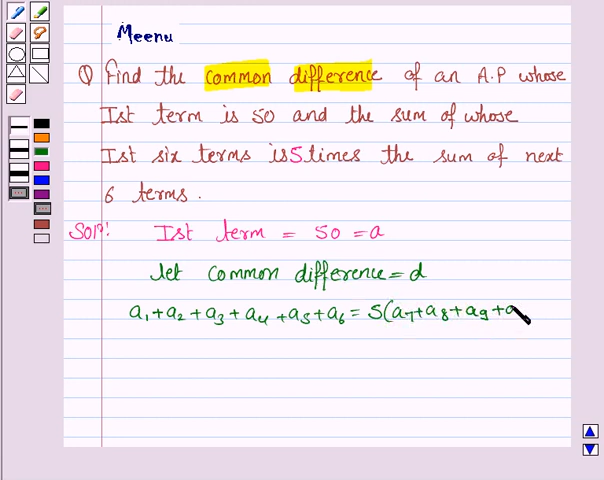 Meenu
Q Find the common difference of an A.P whose
Ist term is 50 and the sum of whose
Ist six terms is 5 times the sum of next
6 terms.
Solⁿ: Ist term = 50 = a
let common difference = d
a₁ + a₂ + a₃ + a₄ + a₅ + a₆ = 5(a₇ + a₈ + a₉ + a